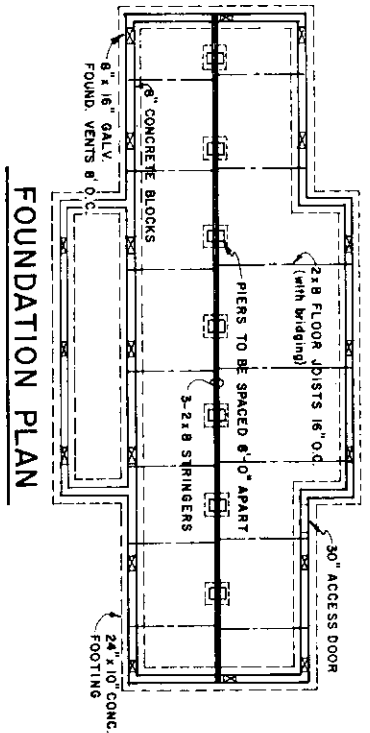 2x8 FLOOR JOISTS 16" O.C.
(with bridging)
30" ACCESS DOOR
PIERS TO BE SPACED 6'0" APART
3-2x8 STRINGERS
8" CONCRETE BLOCKS
8" x 16" GALV.
FOUND. VENTS 8' O.C.
24" x 10" CONC.
FOOTING
FOUNDATION PLAN